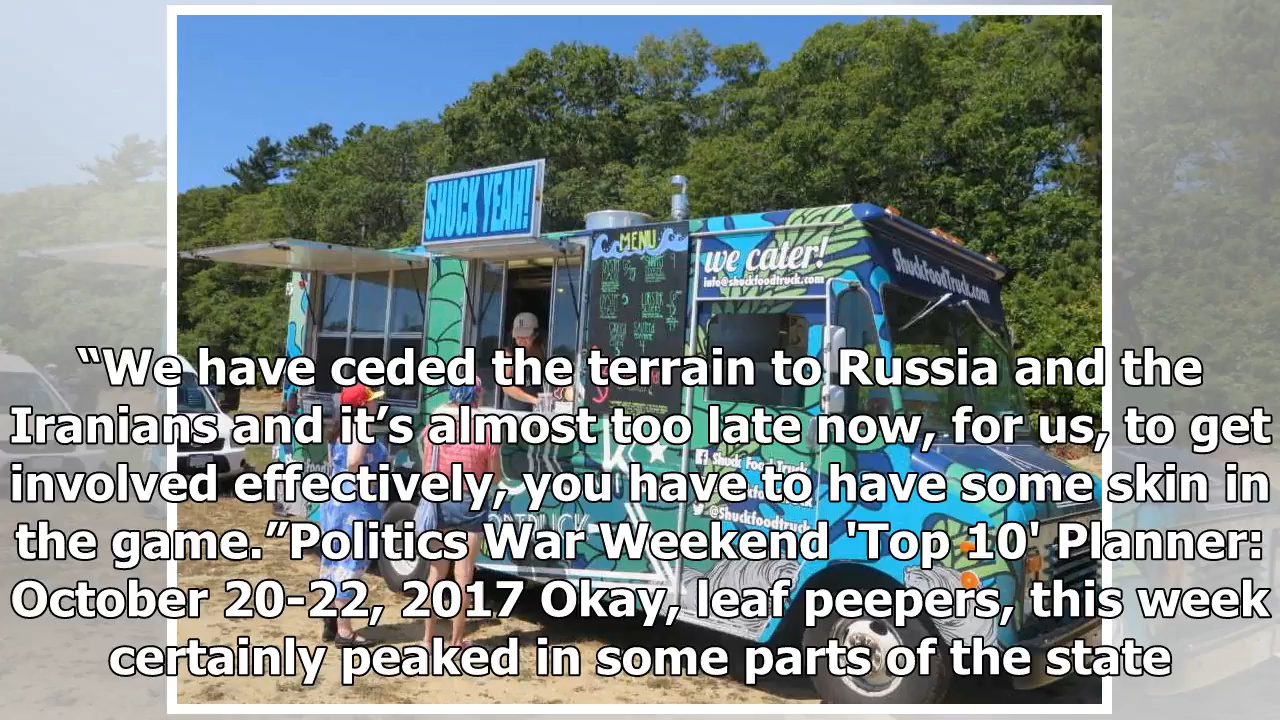 SHUCK YEAH!
MENU
we cater!
info@shuckfoodtruck.com
ShuckFoodTruck.com
“We have ceded the terrain to Russia and the
Iranians and it’s almost too late now, for us, to get
involved effectively, you have to have some skin in
the game.”Politics War Weekend 'Top 10' Planner:
October 20-22, 2017 Okay, leaf peepers, this week
certainly peaked in some parts of the state
Shuck Food Truck
@Shuckfoodtruck